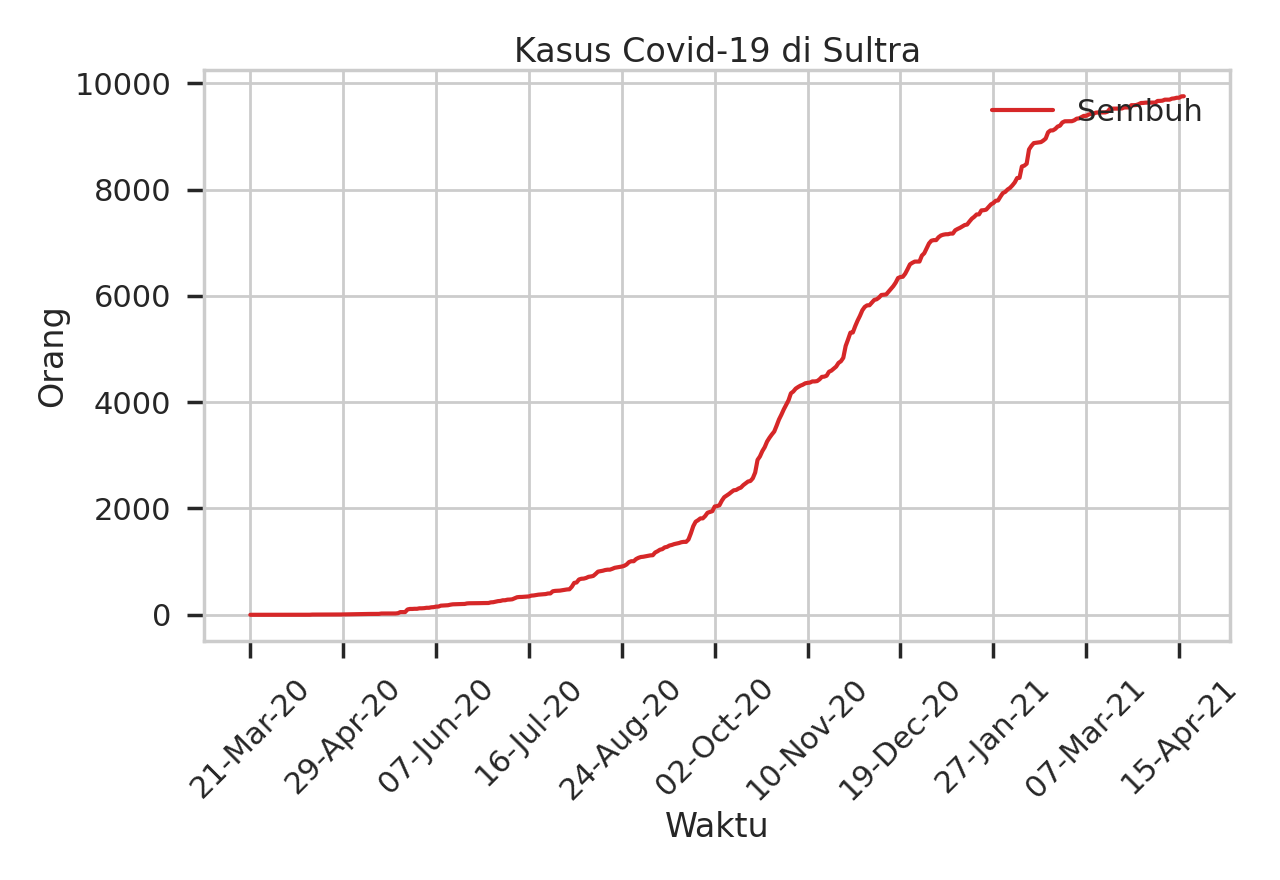 Kasus Covid-19 di Sultra
Sembuh
Orang
10000
8000
6000
4000
2000
0
21-Mar-20
29-Apr-20
07-Jun-20
16-Jul-20
24-Aug-20
02-Oct-20
10-Nov-20
19-Dec-20
27-Jan-21
07-Mar-21
15-Apr-21
Waktu